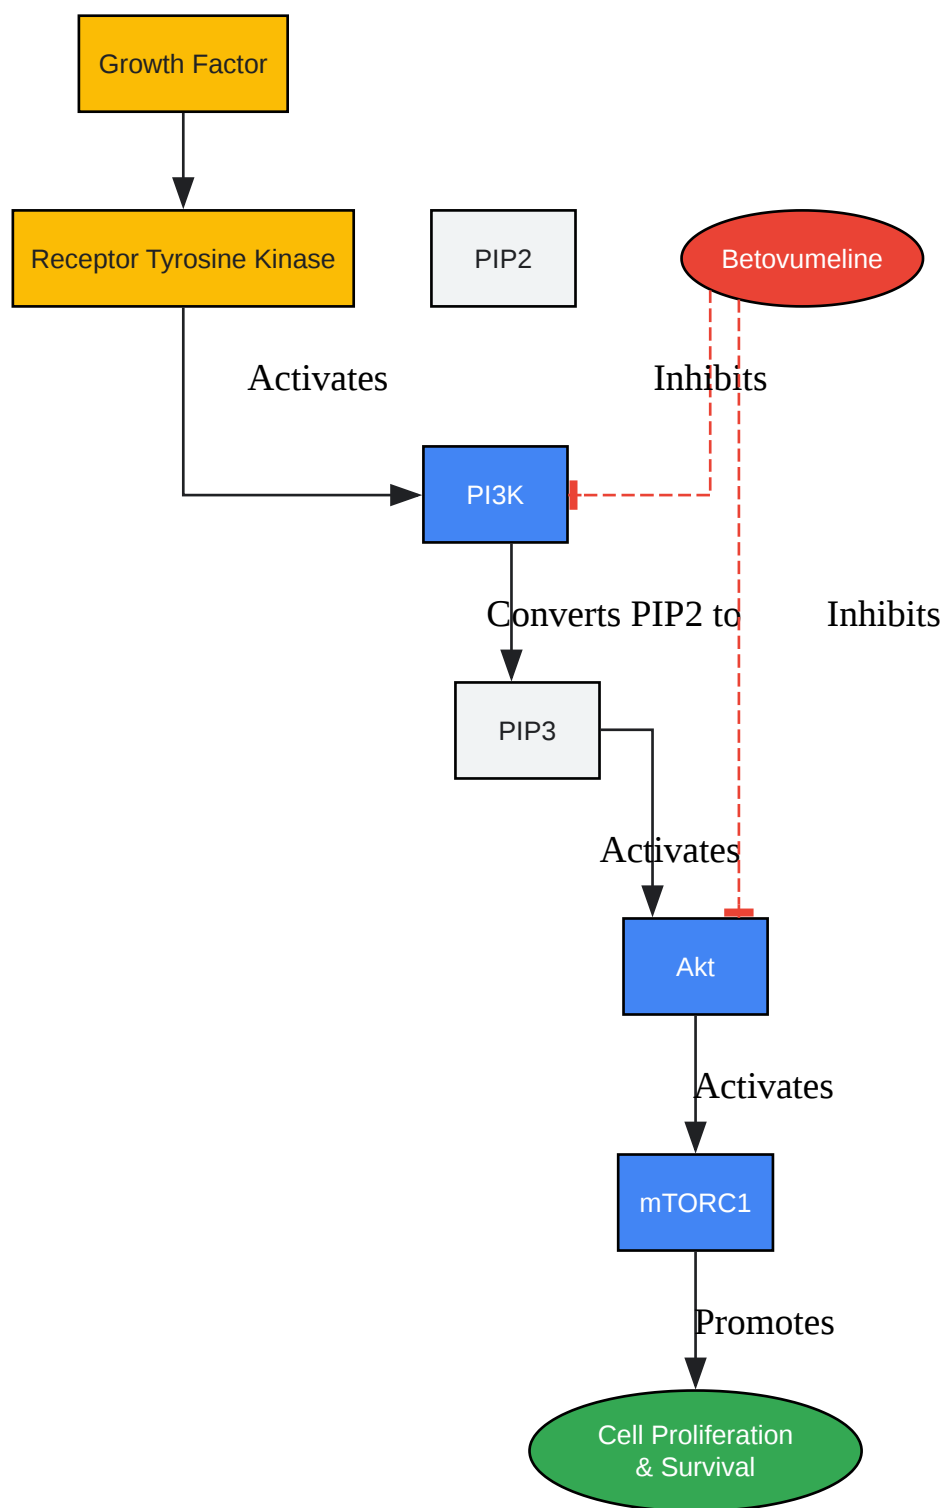 Growth Factor
Receptor Tyrosine Kinase
PIP2
Betovumeline
Activates
Inhibits
PI3K
Converts PIP2 to
Inhibits
PIP3
Activates
Akt
Activates
mTORC1
Promotes
Cell Proliferation
& Survival